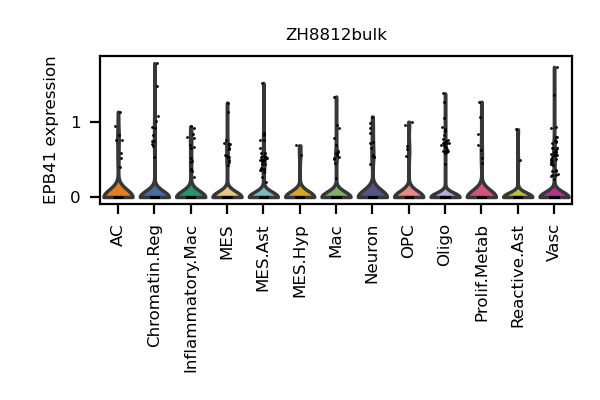 ZH8812bulk
EPB41 expression
1
0
AC
Chromatin.Reg
Inflammatory.Mac
MES
MES.Ast
MES.Hyp
Mac
Neuron
OPC
Oligo
Prolif.Metab
Reactive.Ast
Vasc